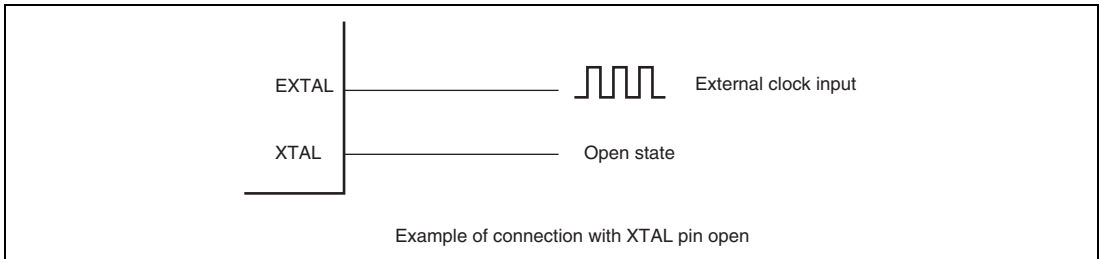 EXTAL External clock input
XTAL Open state
Example of connection with XTAL pin open